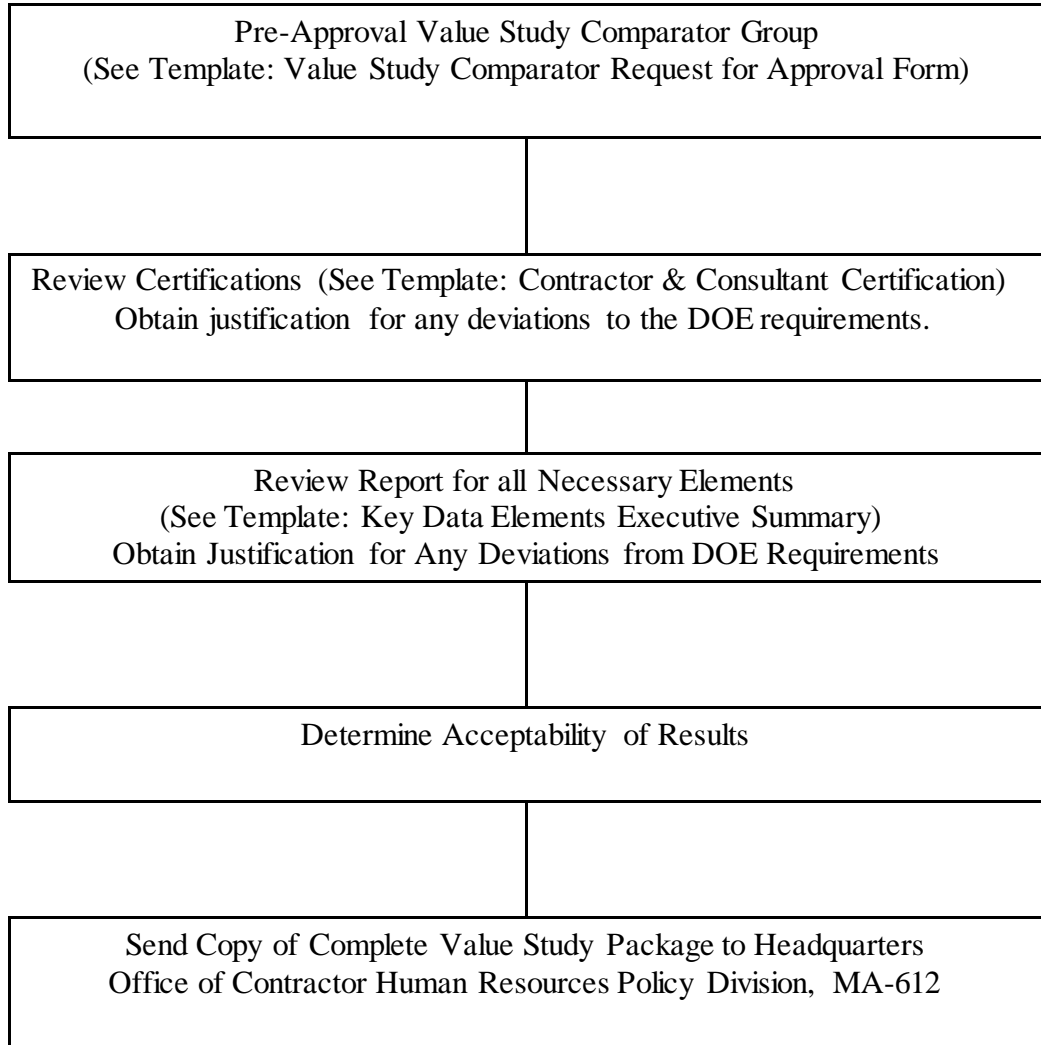 Pre-Approval Value Study Comparator Group
(See Template: Value Study Comparator Request for Approval Form)
Review Certifications (See Template: Contractor & Consultant Certification)
Obtain justification for any deviations to the DOE requirements.
Review Report for all Necessary Elements
(See Template: Key Data Elements Executive Summary)
Obtain Justification for Any Deviations from DOE Requirements
Determine Acceptability of Results
Send Copy of Complete Value Study Package to Headquarters
Office of Contractor Human Resources Policy Division, MA-612